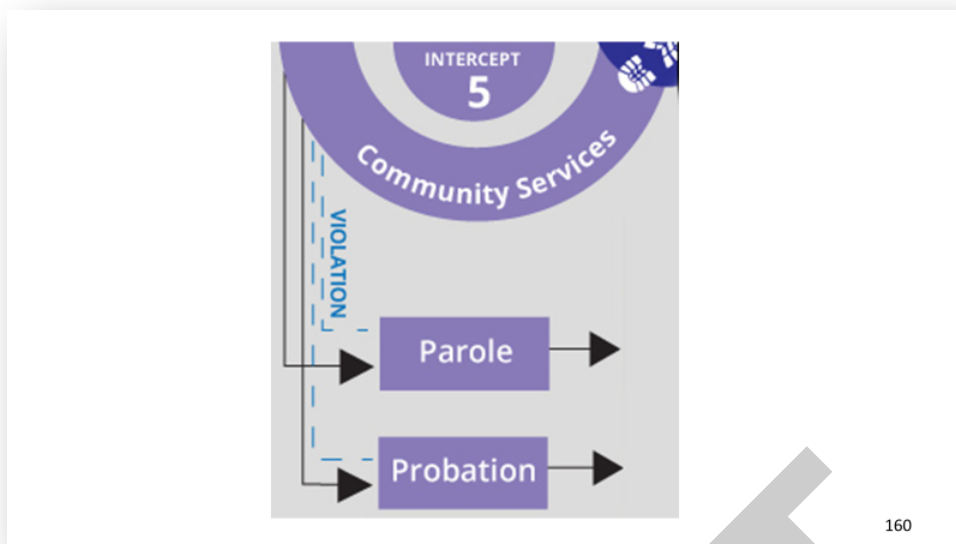 INTERCEPT
5
Community Services
VIOLATION
Parole
Probation
160